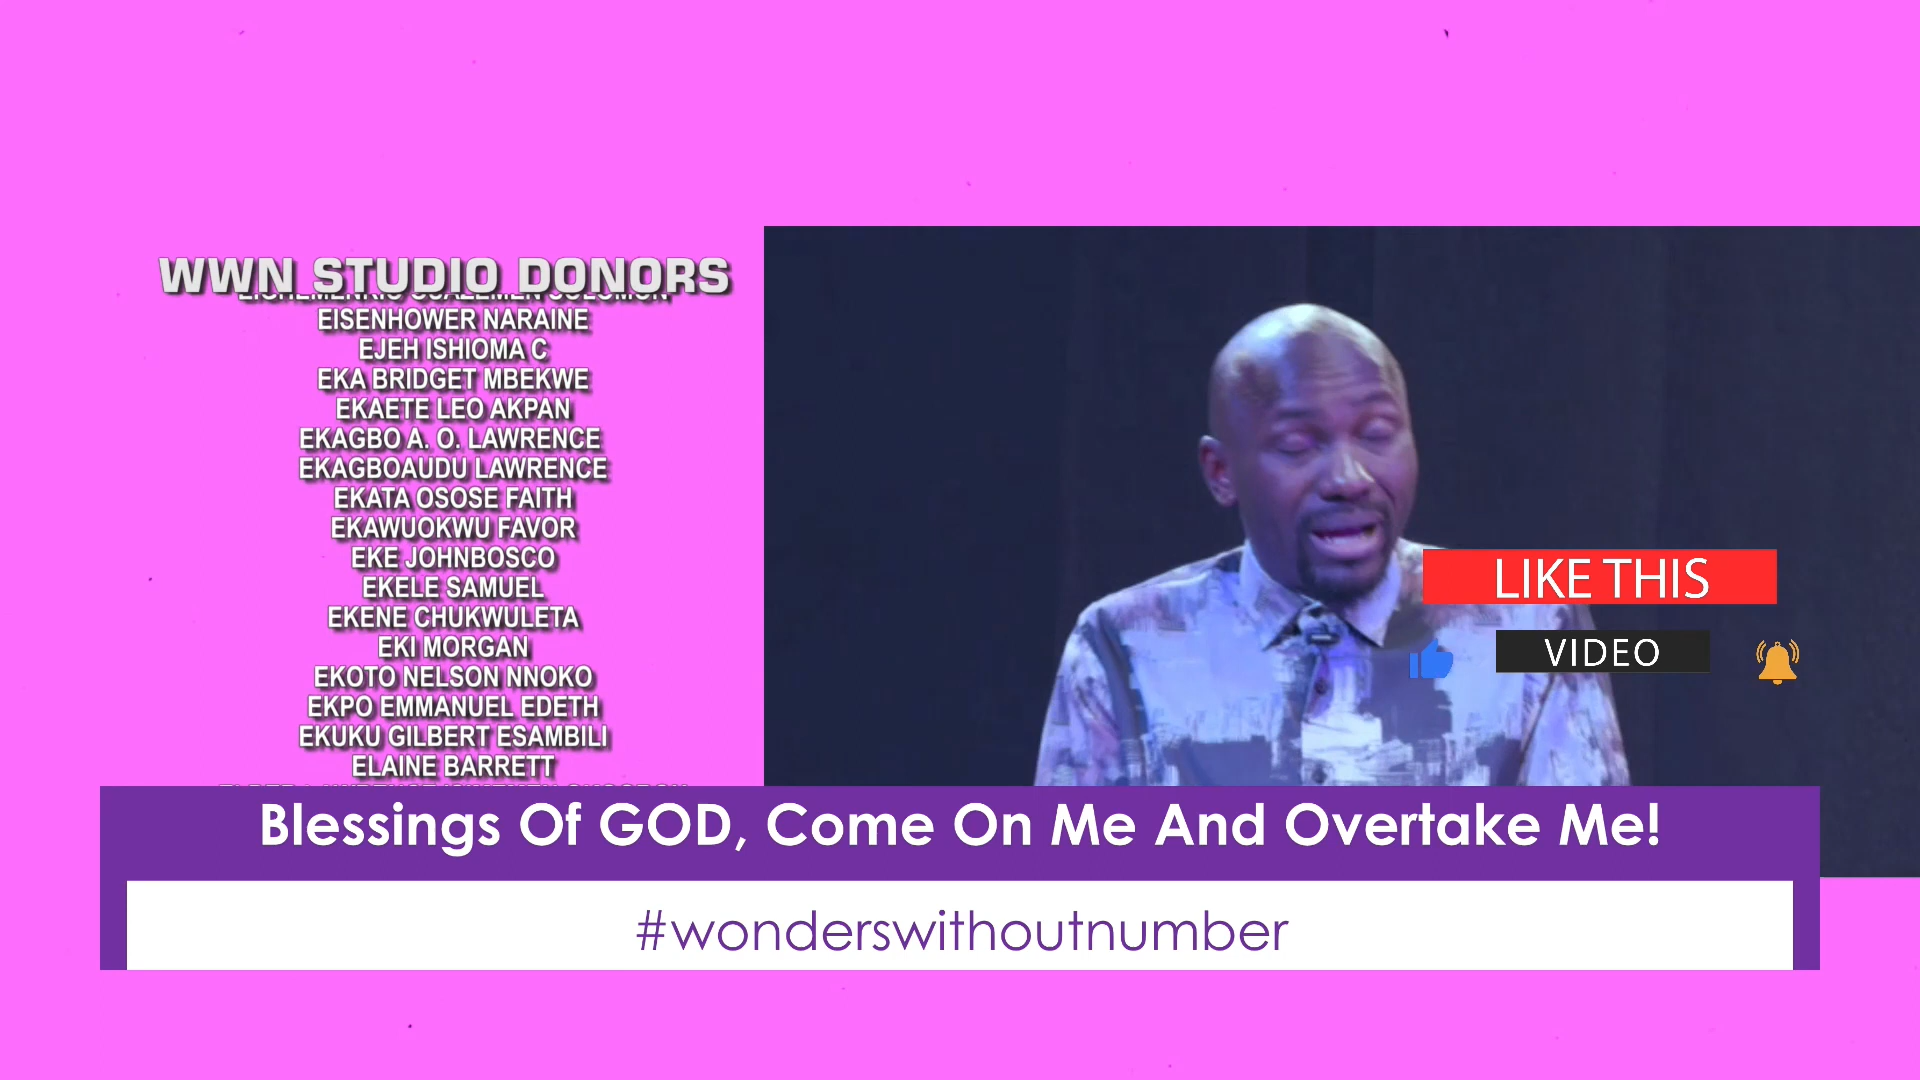 WWN STUDIO DONORS
EISENHOWER NARAINE
EJEH ISHIOMA C
EKA BRIDGET MBEKWE
EKAETE LEO AKPAN
EKAGBO A. O. LAWRENCE
EKAGBOAUDU LAWRENCE
EKATA OSOSE FAITH
EKAWUOKWU FAVOR
EKE JOHNBOSCO
EKELE SAMUEL
EKENE CHUKWULETA
EKI MORGAN
EKOTO NELSON NNOKO
EKPO EMMANUEL EDETH
EKUKU GILBERT ESAMBILI
ELAINE BARRETT
LIKE THIS
VIDEO
Blessings Of GOD, Come On Me And Overtake Me!
#wonderswithoutnumber